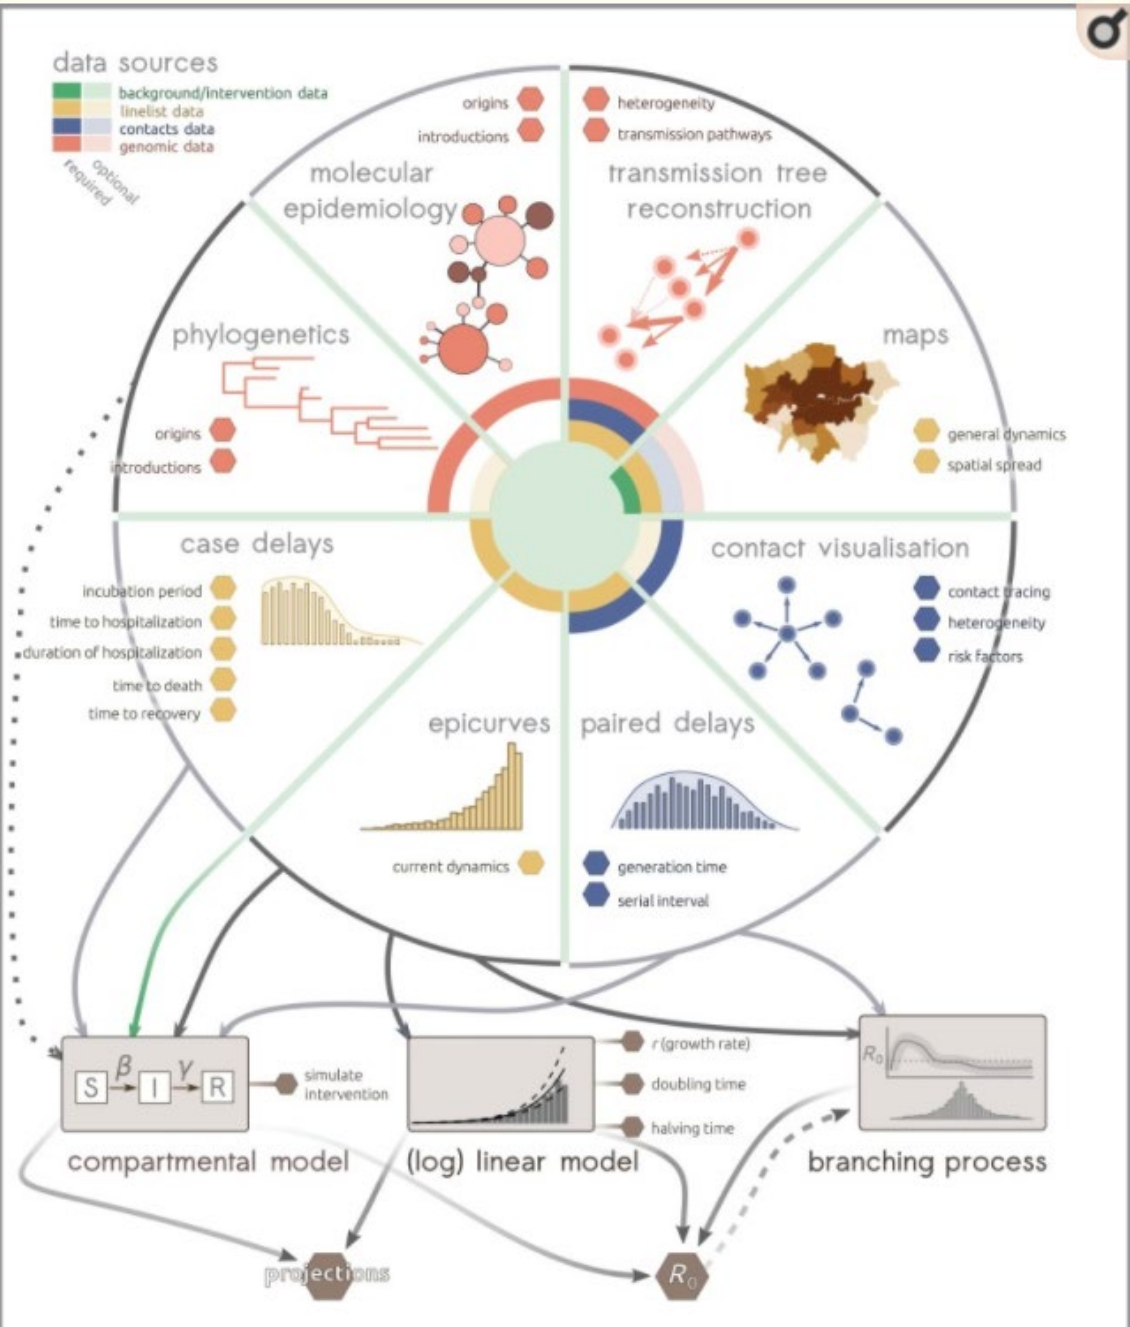 data sources
background/intervention data
linelist data
contacts data
genomic data
required
optional
origins
introductions
molecular
epidemiology
heterogeneity
transmission pathways
transmission tree
reconstruction
phylogenetics
origins
introductions
maps
general dynamics
spatial spread
case delays
incubation period
time to hospitalization
duration of hospitalization
time to death
time to recovery
contact visualisation
contact tracing
heterogeneity
risk factors
epicurves
current dynamics
paired delays
generation time
serial interval
S β I γ R
simulate
intervention
compartmental model
r (growth rate)
doubling time
halving time
(log) linear model
R₀
branching process
projections
R₀